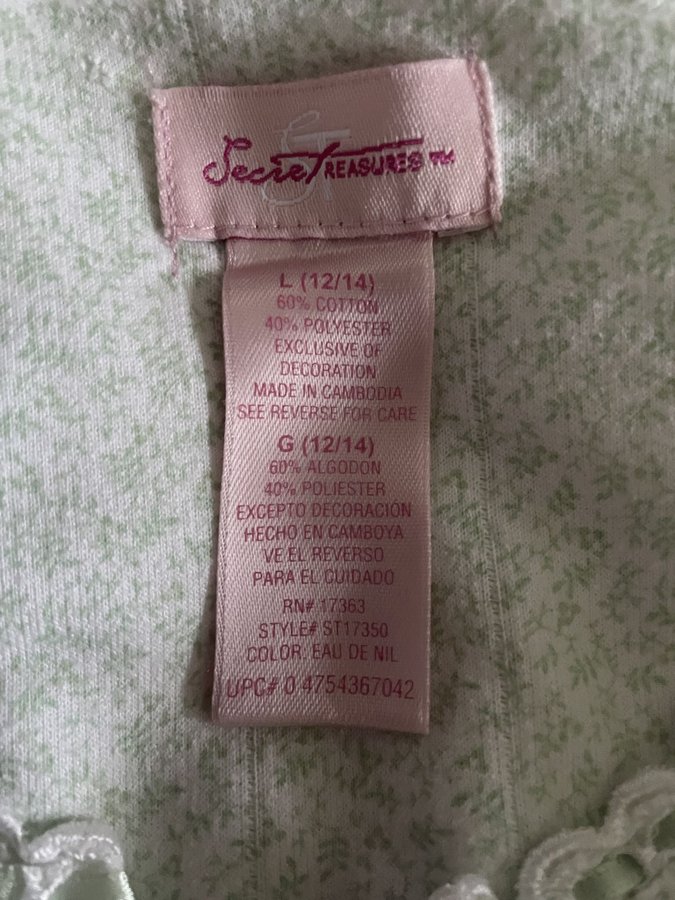 Secret TREASURES TM
L (12/14)
60% COTTON
40% POLYESTER
EXCLUSIVE OF
DECORATION
MADE IN CAMBODIA
SEE REVERSE FOR CARE
G (12/14)
60% ALGODON
40% POLIESTER
EXCEPTO DECORACIÓN
HECHO EN CAMBOYA
VE EL REVERSO
PARA EL CUIDADO
RN# 17363
STYLE# ST17350
COLOR: EAU DE NIL
UPC# 0 4754367042